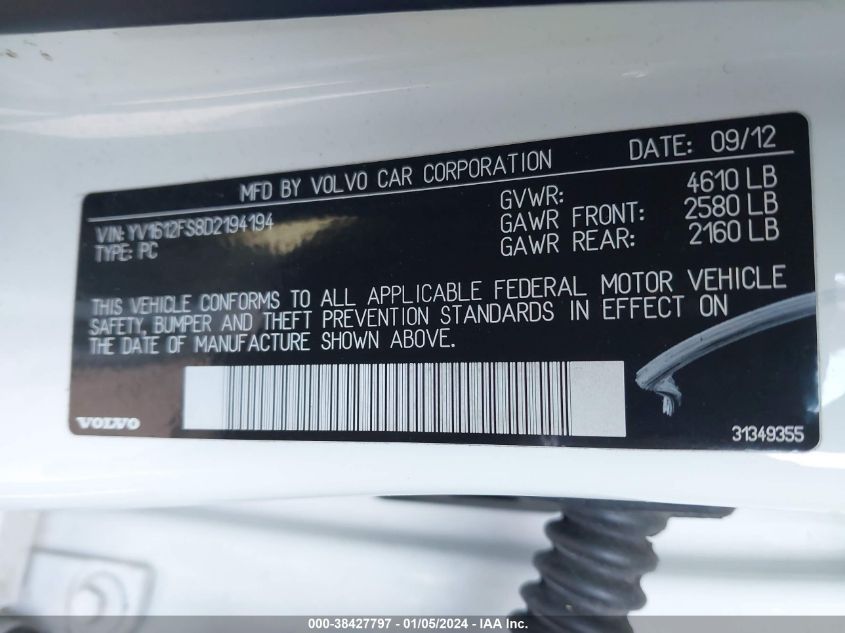 MFD BY VOLVO CAR CORPORATION DATE: 09/12
VIN: YV1612FS8D2194194
TYPE: PC
GVWR: 4610 LB
GAWR FRONT: 2580 LB
GAWR REAR: 2160 LB
THIS VEHICLE CONFORMS TO ALL APPLICABLE FEDERAL MOTOR VEHICLE
SAFETY, BUMPER AND THEFT PREVENTION STANDARDS IN EFFECT ON
THE DATE OF MANUFACTURE SHOWN ABOVE.
VOLVO
31349355
000-38427797 - 01/05/2024 - IAA Inc.